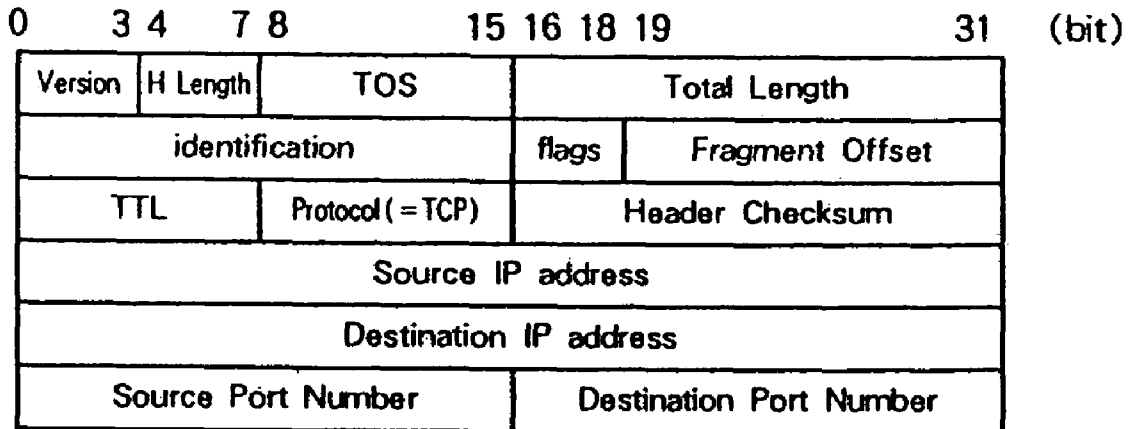 0 3 4 7 8 15 16 18 19 31 (bit)
Version H Length TOS Total Length
identification flags Fragment Offset
TTL Protocol (=TCP) Header Checksum
Source IP address
Destination IP address
Source Port Number Destination Port Number